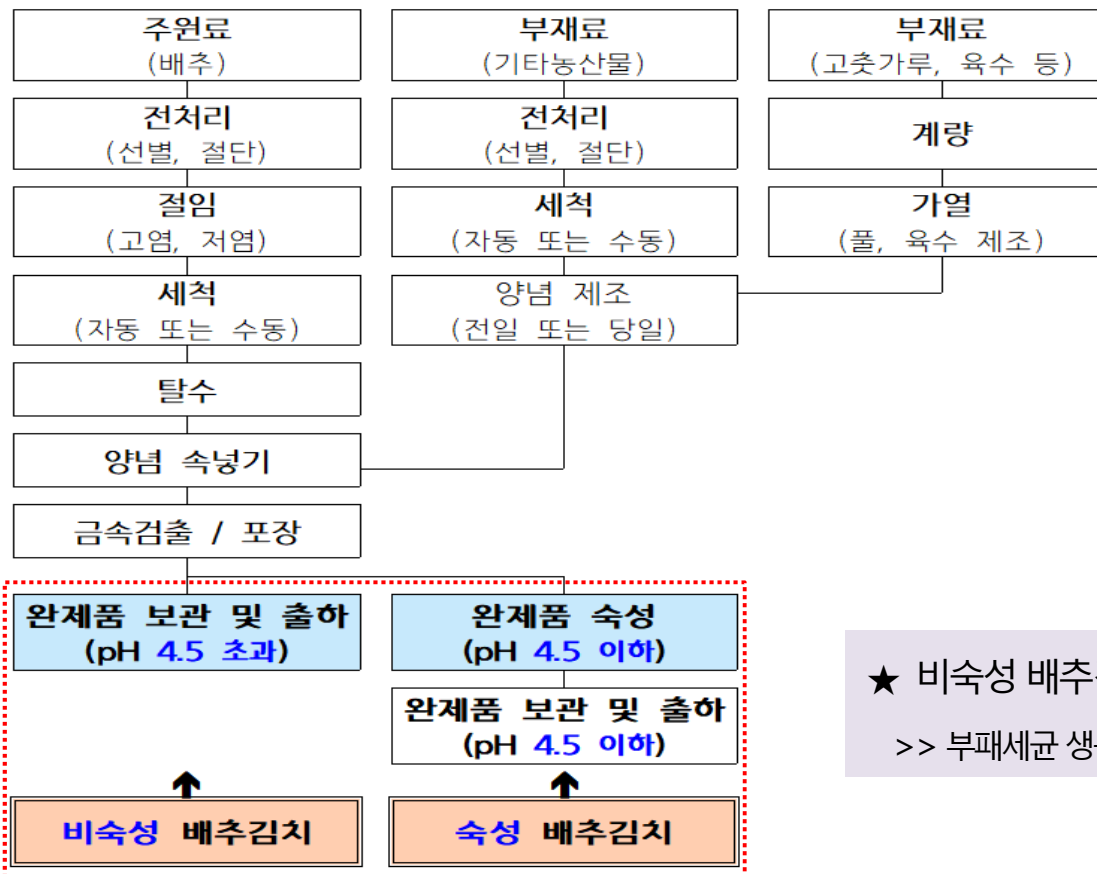 주원료
(배추)
부재료
(기타농산물)
부재료
(고춧가루, 육수 등)
전처리
(선별, 절단)
전처리
(선별, 절단)
계량
절임
(고염, 저염)
세척
(자동 또는 수동)
가열
(풀, 육수 제조)
세척
(자동 또는 수동)
양념 제조
(전일 또는 당일)
탈수
양념 속넣기
금속검출 / 포장
완제품 보관 및 출하
(pH 4.5 초과)
완제품 숙성
(pH 4.5 이하)
완제품 보관 및 출하
(pH 4.5 이하)
비숙성 배추김치
숙성 배추김치
★ 비숙성 배추
>> 부패세균 생